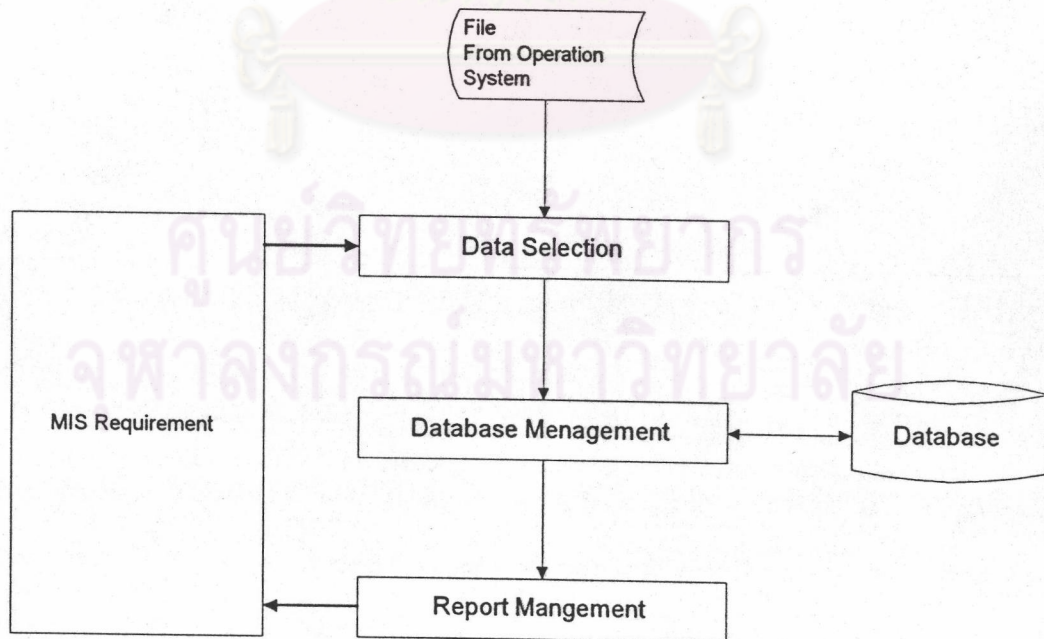 File
From Operation
System
ศูนย์วิทยทรัพยากร
Data Selection
จุฬาลงกรณ์มหาวิทยาลัย
MIS Requirement
Database Menagement
Database
Report Mangement